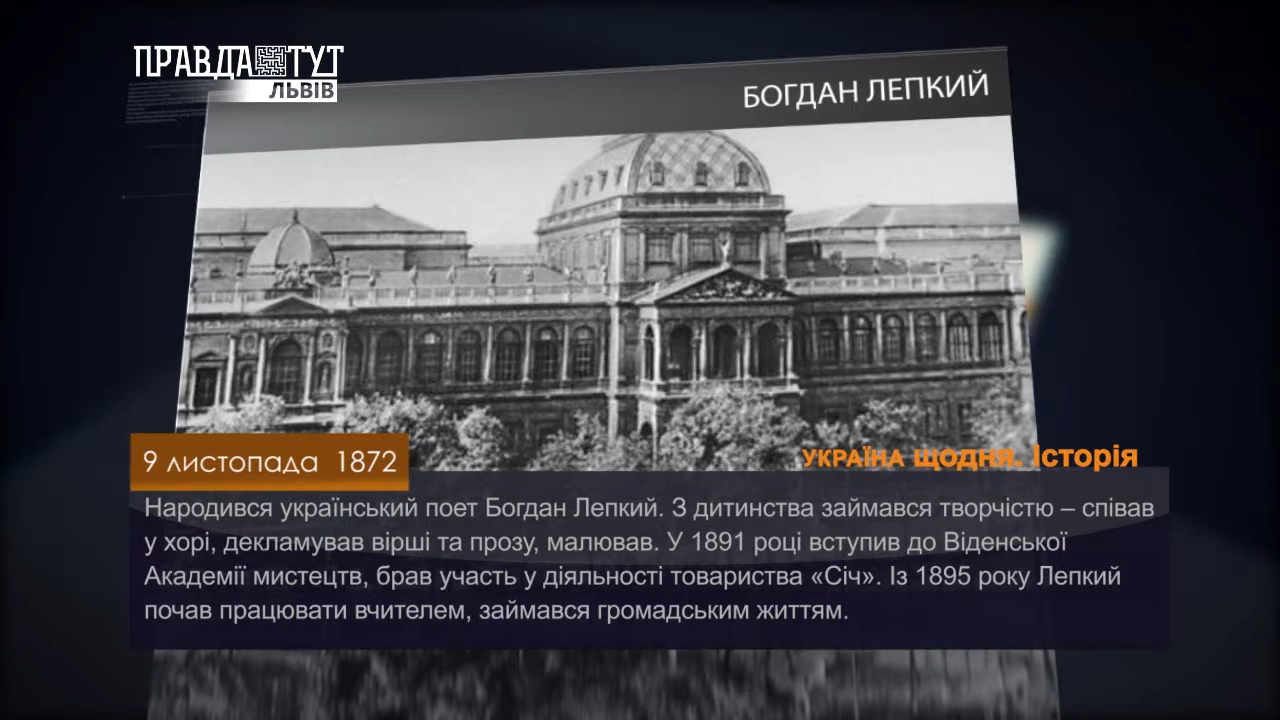 ПРАВДА ТУТ
ЛЬВІВ
БОГДАН ЛЕПКИЙ
9 листопада 1872
УКРАЇНА щодня. Історія
Народився український поет Богдан Лепкий. З дитинства займався творчістю – співав
у хорі, декламував вірші та прозу, малював. У 1891 році вступив до Віденської
Академії мистецтв, брав участь у діяльності товариства «Січ». Із 1895 року Лепкий
почав працювати вчителем, займався громадським життям.